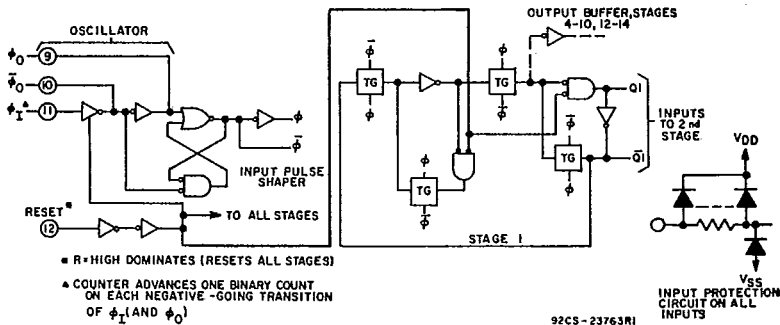 OSCILLATOR
ϕO 9
ϕ̄O 10
ϕI▲ 11
ϕ
ϕ̄
INPUT PULSE
SHAPER
RESET* 12
TO ALL STAGES
* R=HIGH DOMINATES (RESETS ALL STAGES)
▲ COUNTER ADVANCES ONE BINARY COUNT
ON EACH NEGATIVE-GOING TRANSITION
OF ϕI (AND ϕO)
OUTPUT BUFFER, STAGES
4-10, 12-14
ϕ̄
TG
ϕ
ϕ
TG
ϕ̄
ϕ
TG
ϕ̄
ϕ̄
TG
ϕ
Q1
Q̄1
INPUTS
TO 2nd
STAGE
STAGE 1
VDD
VSS
INPUT PROTECTION
CIRCUIT ON ALL
INPUTS
92CS-23763R1